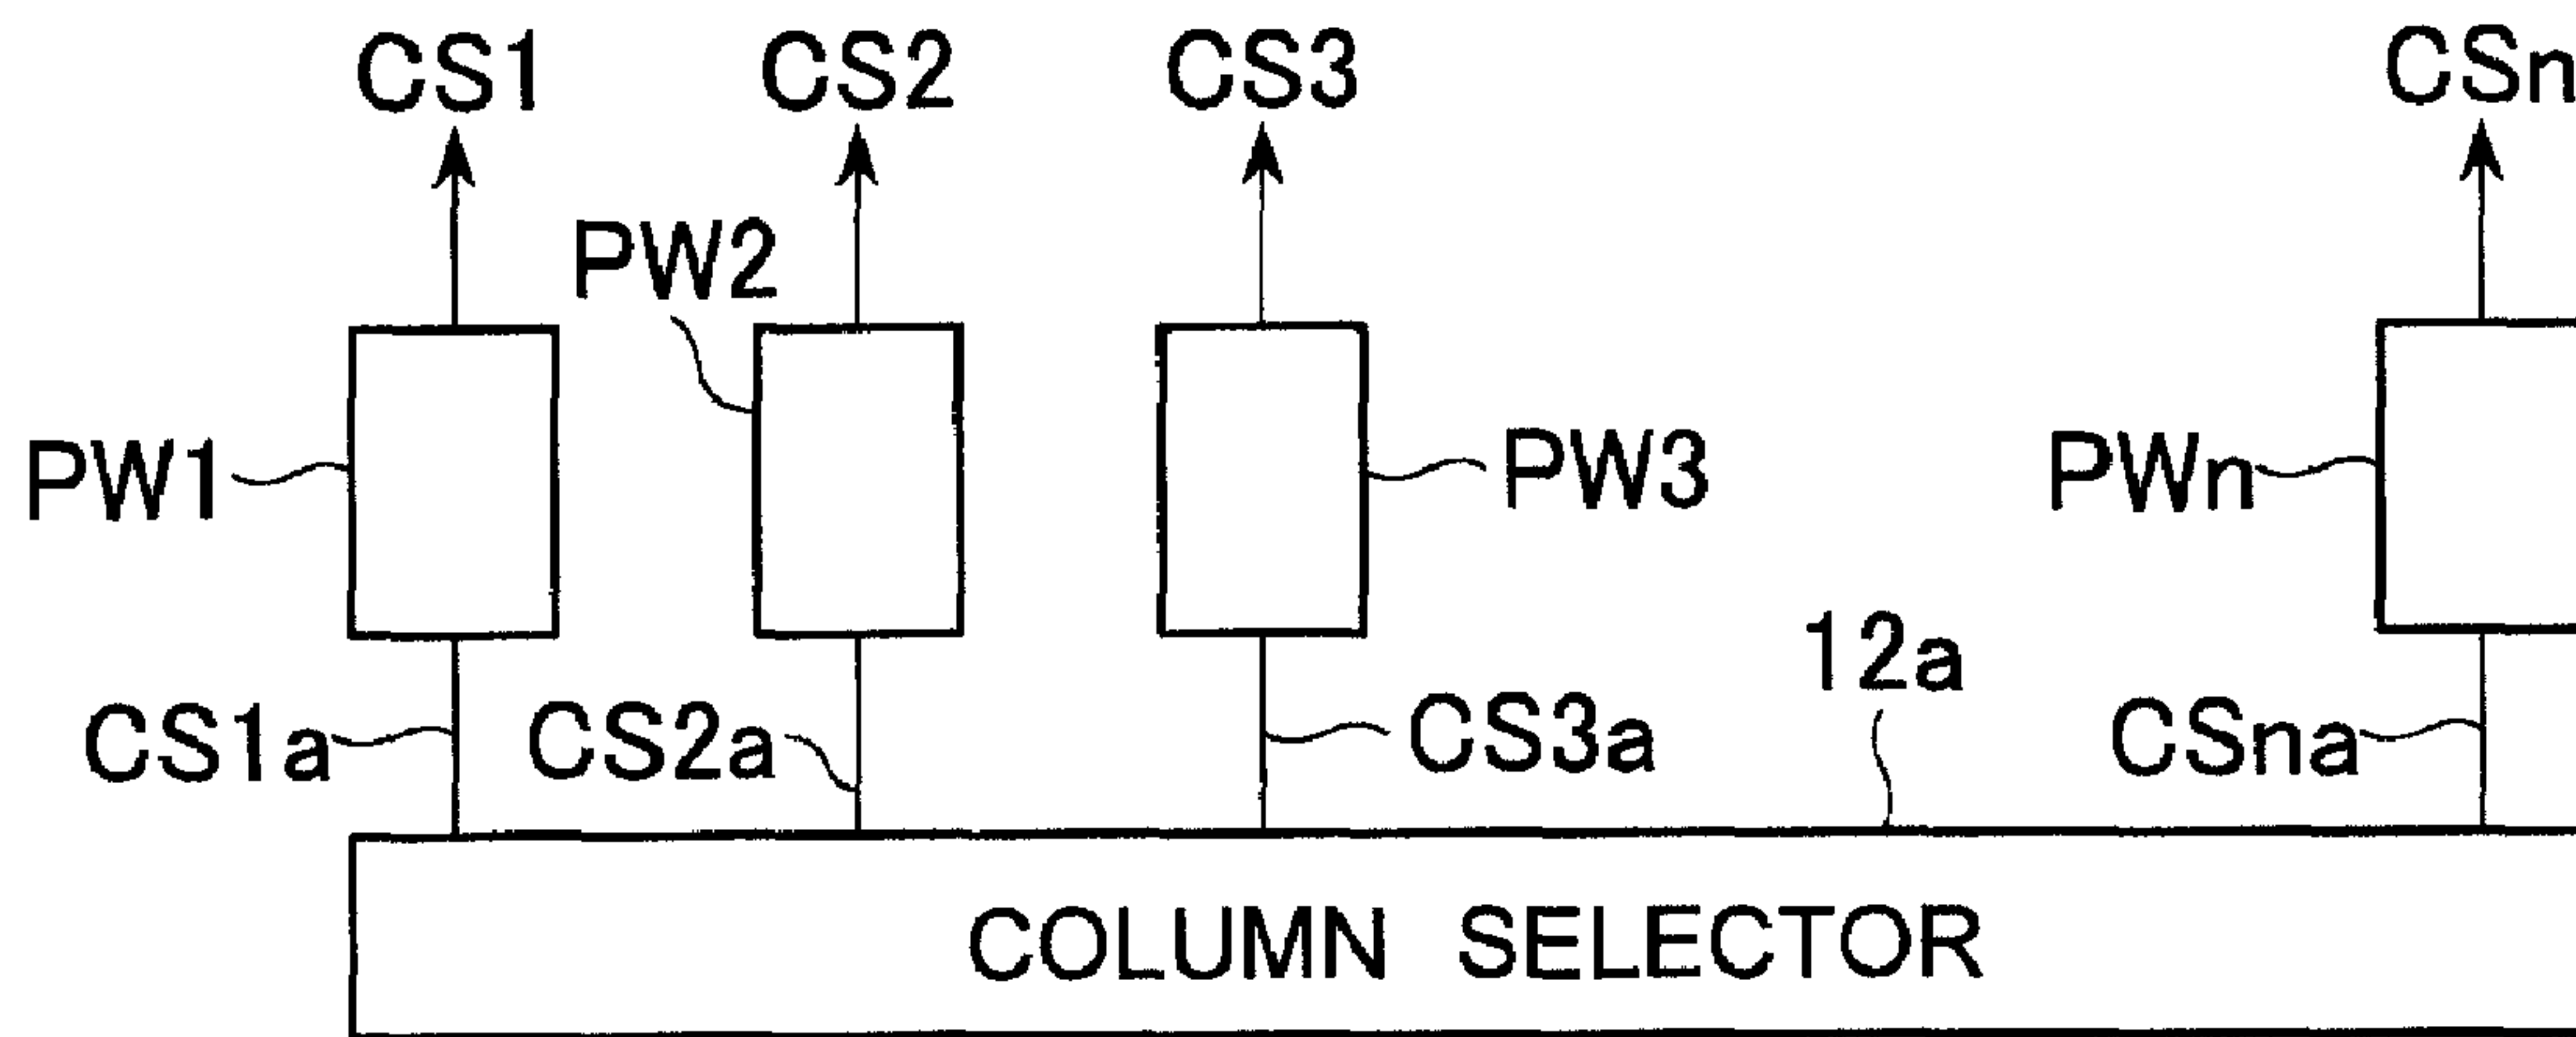 CS1 CS2 CS3 CSn
PW2
PW1 PW3 PWn
12a
CS1a CS2a CS3a CSna
COLUMN SELECTOR